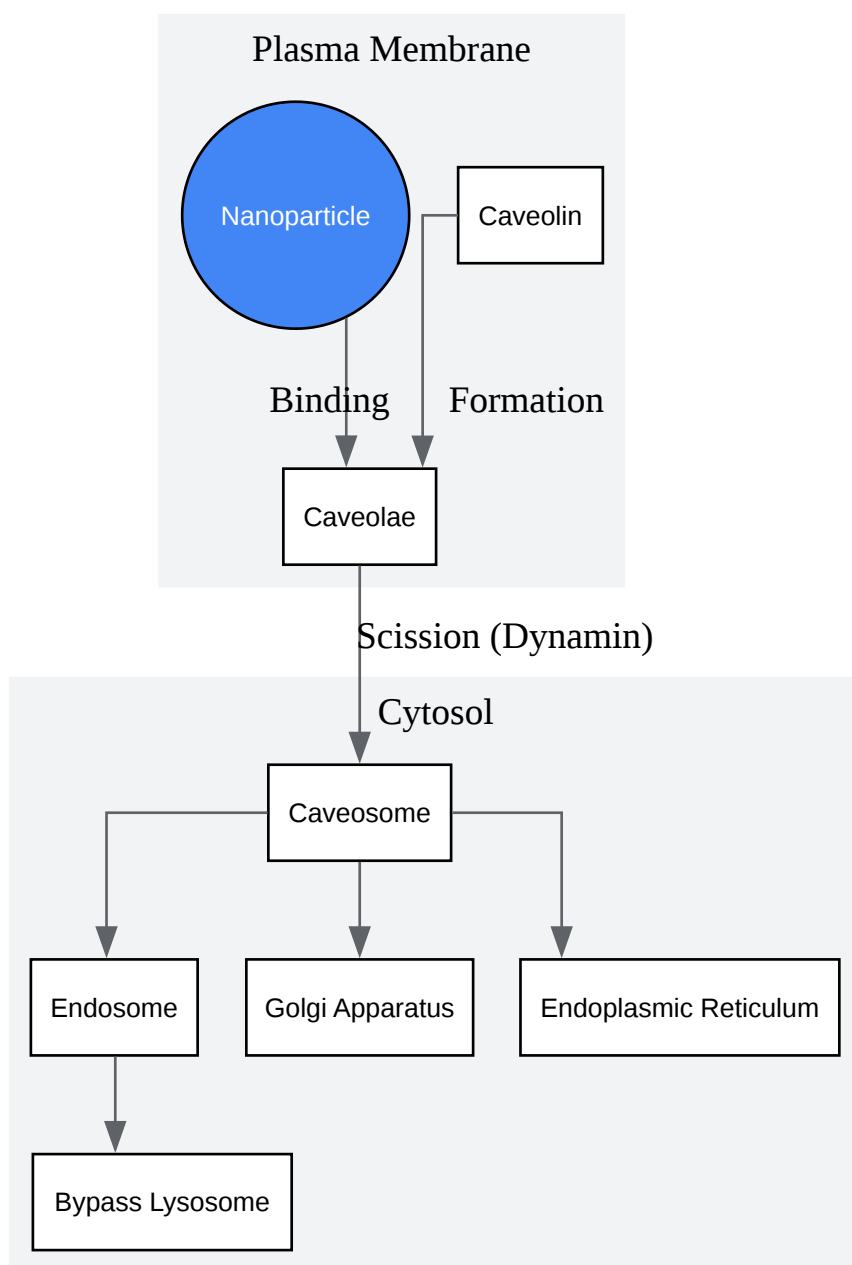 Plasma Membrane
Nanoparticle
Caveolin
Binding
Formation
Caveolae
Scission (Dynamin)
Cytosol
Caveosome
Endosome
Golgi Apparatus
Endoplasmic Reticulum
Bypass Lysosome